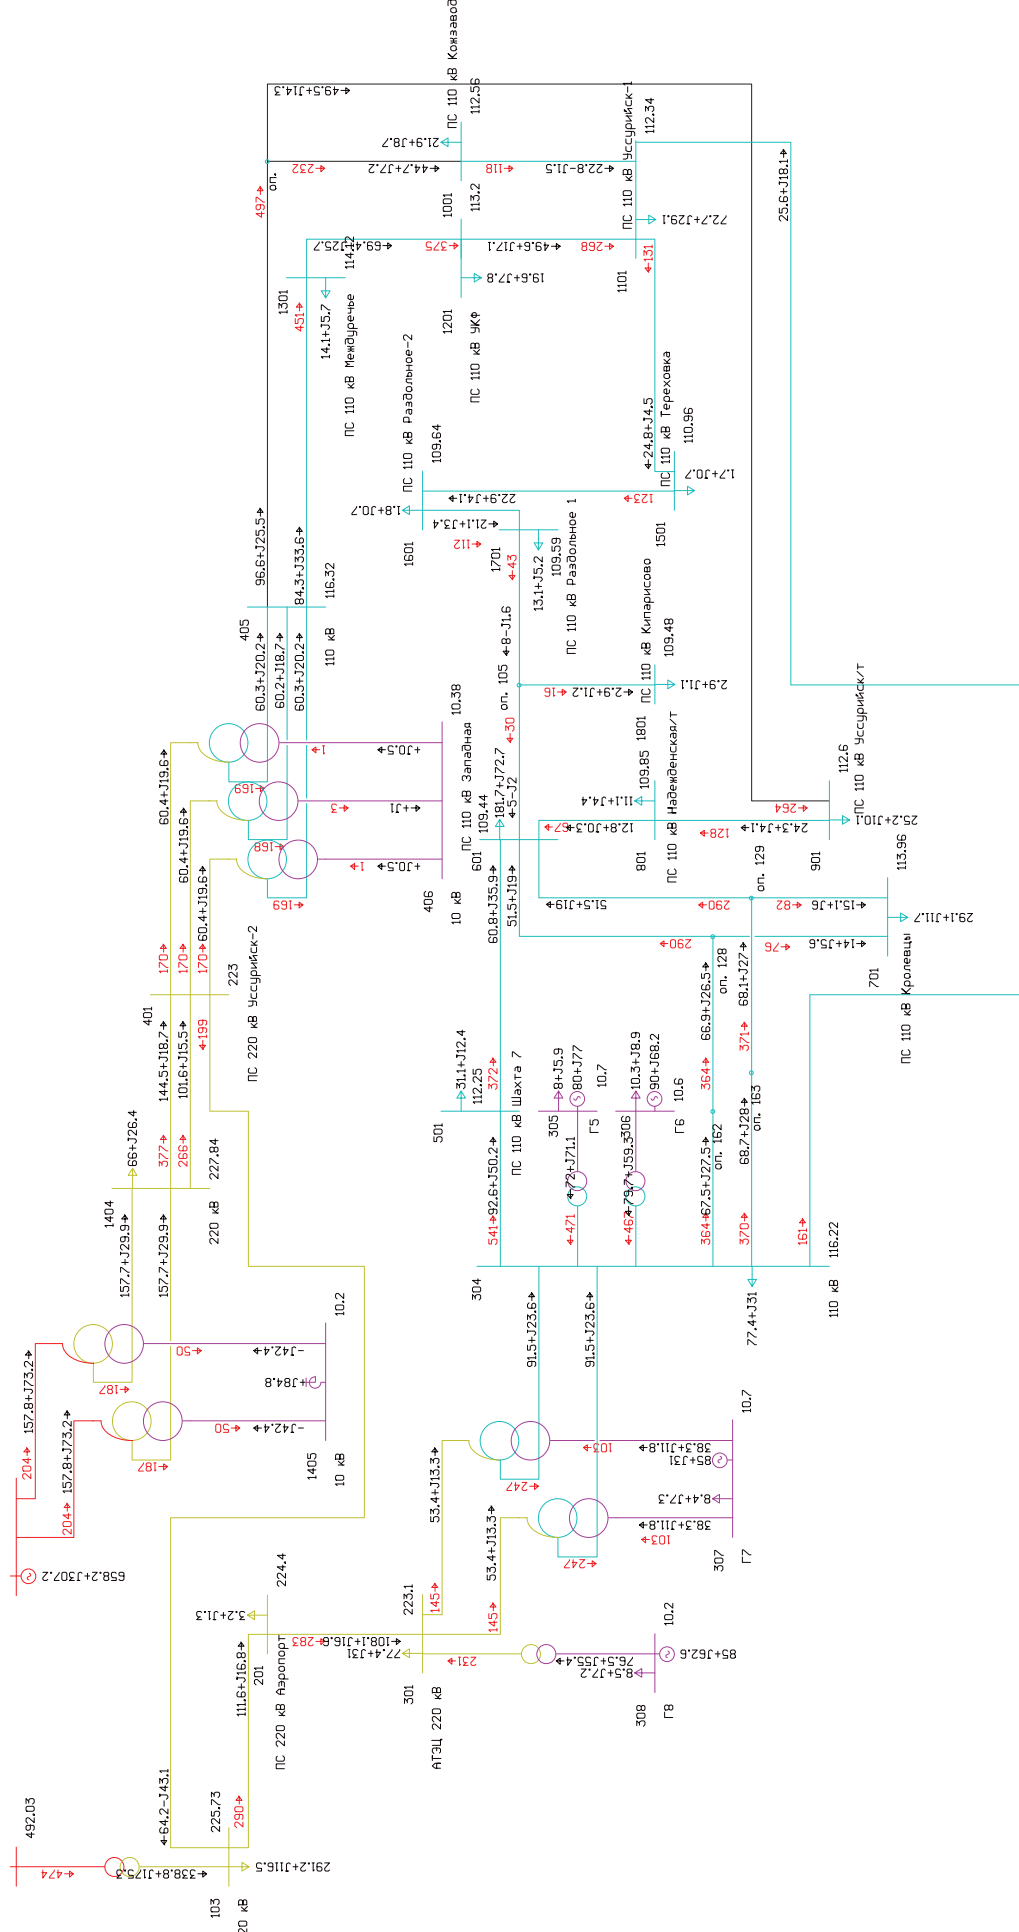 ПС 110 кВ Кожзавод
112.56
49.5+J14.3
21.9+J8.7
ПС 110 кВ Уссурийск-1
112.34
232
44.7+J7.2
118
22.8-J1.5
25.6+J18.1
497
оп.
1001
113.2
72.7+J29.1
69.4+J25.7
375
49.6+J17.1
268
131
1101
114.12
1301
451
14.1+J5.7
ПС 110 кВ Междуречье
19.6+J7.8
1201
ПС 110 кВ УКФ
ПС 110 кВ Раздольное-2
109.64
24.8+J4.5
ПС 110 кВ Тереховка
110.96
1.7+J0.7
22.9+J4.1
123
1501
1.8+J0.7
21.1+J3.4
112
1601
1701
43
13.1+J5.2
109.59
ПС 110 кВ Раздольное 1
96.6+J25.5
84.3+J33.6
116.32
405
110 кВ
60.3+J20.2
60.2+J18.7
60.3+J20.2
8-J1.6
оп. 105
30
16
2.9+J1.2
ПС 110 кВ Кипарисово
109.48
2.9+J1.1
1801
60.4+J19.6
60.4+J19.6
60.4+J19.6
169
168
169
1
3
1
+J0.5
+J1
+J0.5
10.38
ПС 110 кВ Западная
109.44
406
10 кВ
601
181.7+J72.7
5-J2
109.85
11.1+J4.4
67
12.8+J0.3
128
24.3+J4.1
801
ПС 110 кВ Надежденская/т
264
112.6
ПС 110 кВ Уссурийск/т
25.2+J10.1
901
оп. 129
60.8+J35.9
51.5+J19
51.5+J19
290
82
15.1+J6
113.96
29.1+J11.7
290
76
14+J5.6
701
ПС 110 кВ Кролевцы
170
170
170
223
401
ПС 220 кВ Уссурийск-2
144.5+J18.7
101.6+J15.5
199
оп. 128
66.9+J26.5
68.1+J27
364
371
372
31.1+J12.4
112.25
501
ПС 110 кВ Шахта 7
8+J5.9
80+J77
10.7
305
Г5
10.3+J8.9
90+J68.2
10.6
306
Г6
оп. 163
оп. 162
67.5+J27.5
68.7+J28
72+J71.1
79.7+J59.3
92.6+J50.2
541
471
467
364
370
161
116.22
304
110 кВ
77.4+J31
66+J26.4
377
266
227.84
1404
220 кВ
157.7+J29.9
157.7+J29.9
91.5+J23.6
91.5+J23.6
10.2
50
50
-J42.4
+J84.8
-J42.4
1405
10 кВ
187
187
157.8+J73.2
157.8+J73.2
204
204
658.2+J307.2
10.7
103
38.3+J11.8
85+J31
8.4+J7.3
38.3+J11.8
103
307
Г7
247
247
53.4+J13.3
53.4+J13.3
145
145
223.1
301
АТЭЦ 220 кВ
224.4
3.2+J1.3
283
108.1+J16.6
77.4+J31
231
76.5+J55.4
8.5+J7.2
10.2
85+J62.6
308
Г8
111.6+J16.8
201
ПС 220 кВ Аэропорт
64.2-J43.1
225.73
290
492.03
474
338.8+J175.3
291.2+J116.5
103
20 кВ